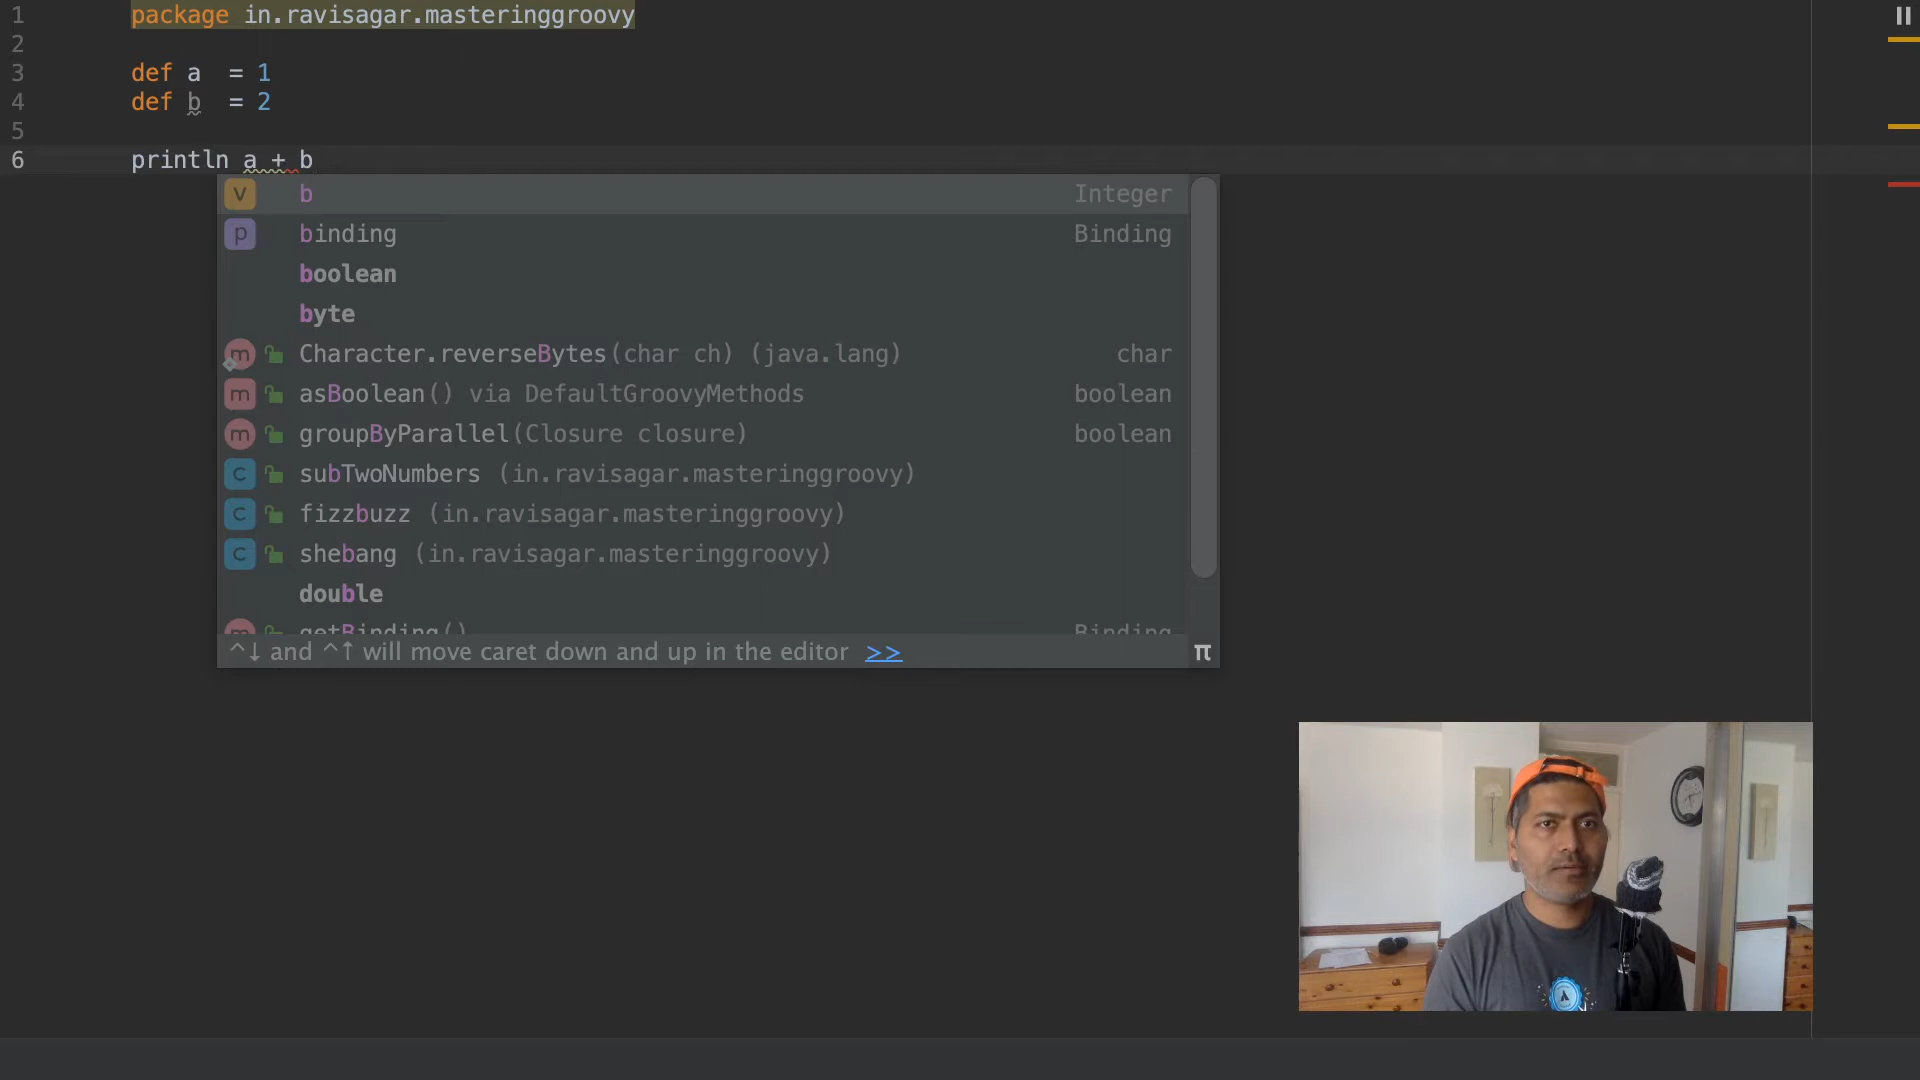 1 package in.ravisagar.masteringgroovy
2
3 def a = 1
4 def b = 2
5
6 println a + b
V b Integer
p binding Binding
boolean
byte
m Character.reverseBytes(char ch) (java.lang) char
m asBoolean() via DefaultGroovyMethods boolean
m groupByParallel(Closure closure) boolean
C subTwoNumbers (in.ravisagar.masteringgroovy)
C fizzbuzz (in.ravisagar.masteringgroovy)
C shebang (in.ravisagar.masteringgroovy)
double
m getBinding() Binding
^↓ and ^↑ will move caret down and up in the editor >> π